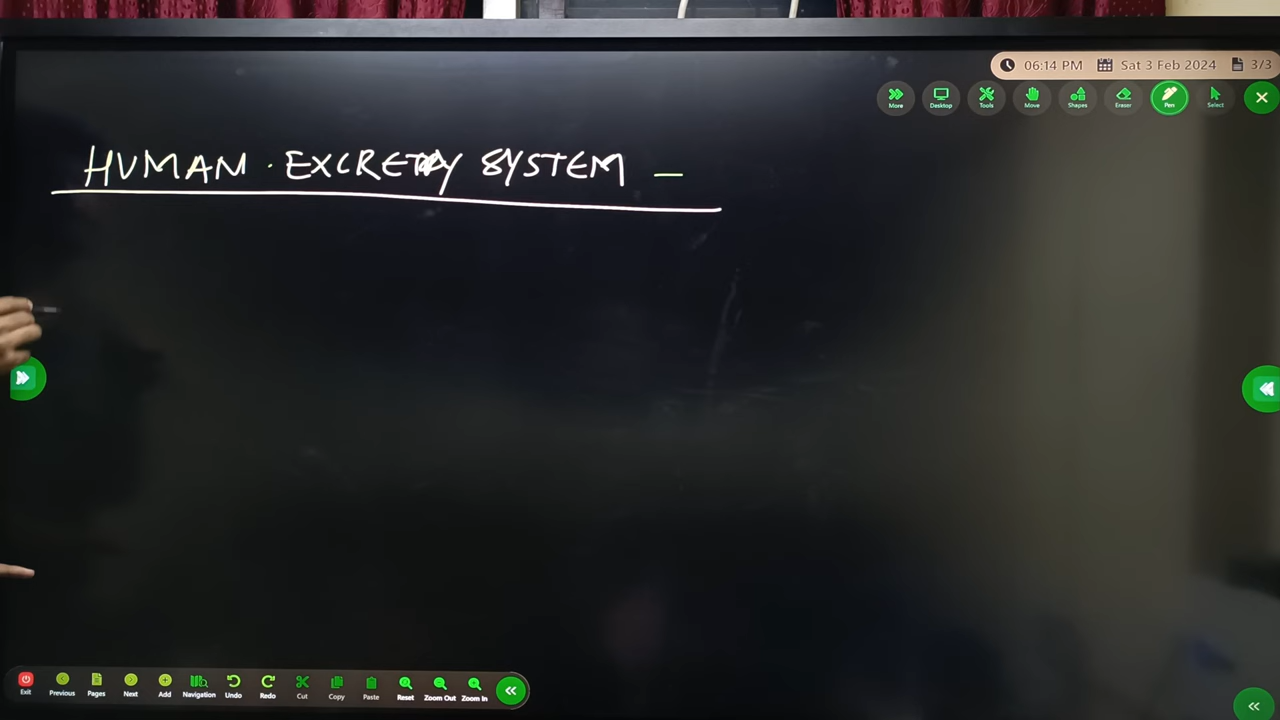 06:14 PM Sat 3 Feb 2024 3/3
More Desktop Tools Move Shapes Eraser Pen Select
HUMAN . EXCRETORY SYSTEM —
Exit Previous Pages Next Add Navigation Undo Redo Cut Copy Paste Reset Zoom Out Zoom In